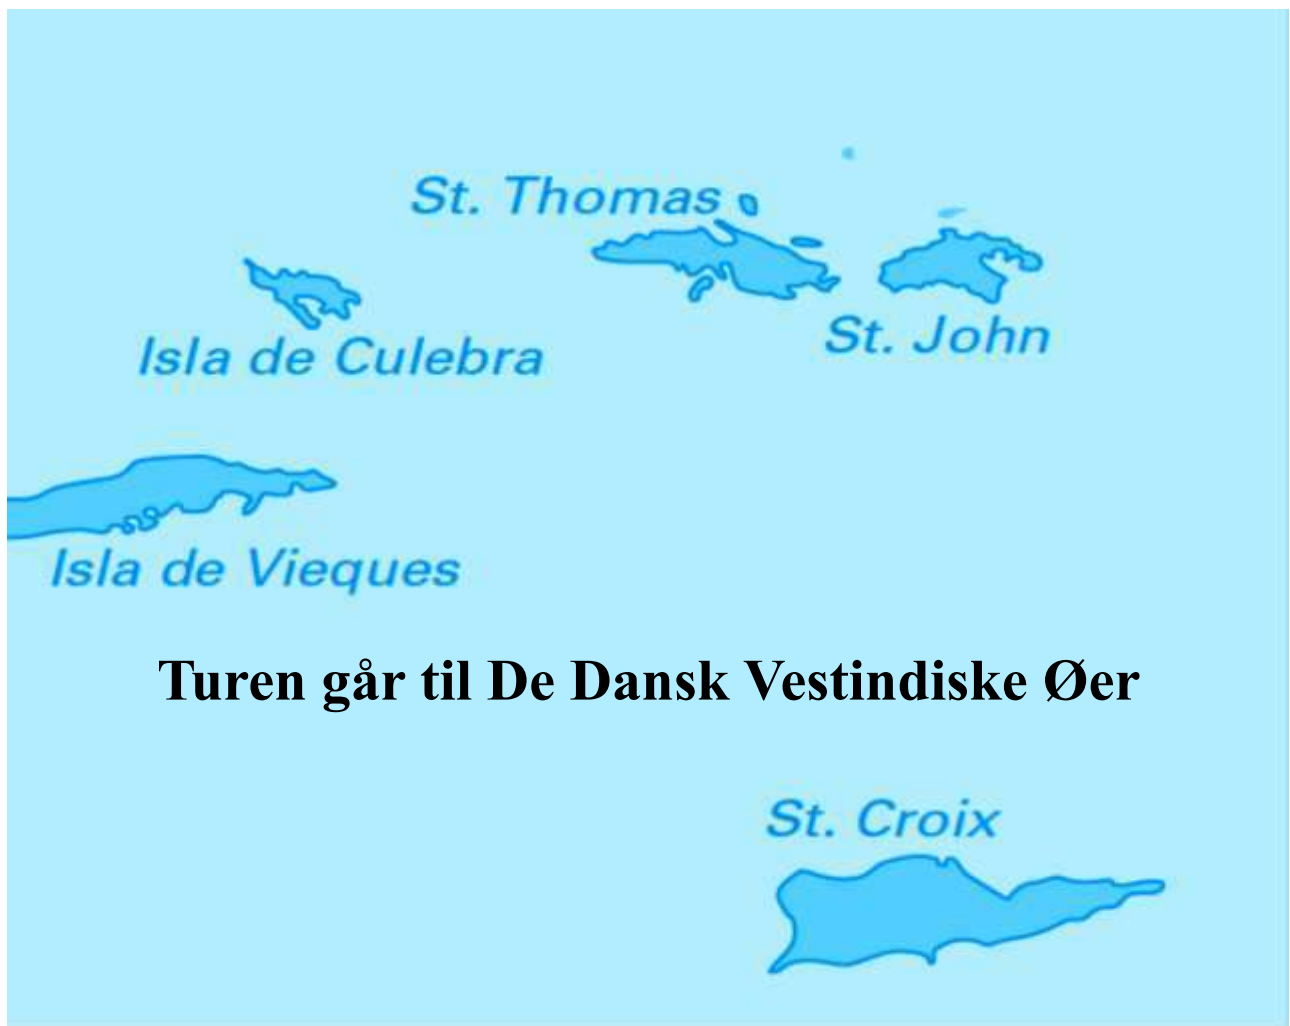 St. Thomas
St. John
Isla de Culebra
Isla de Vieques
Turen går til De Dansk Vestindiske Øer
St. Croix